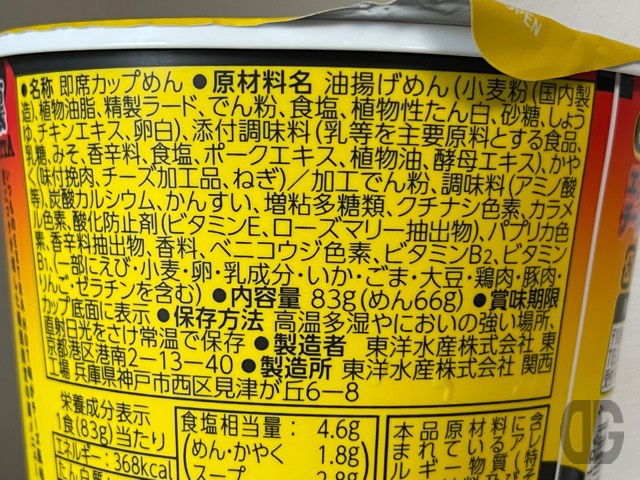 OPEN
●名称 即席カップめん ●原材料名 油揚げめん(小麦粉(国内製
造)、植物油脂、精製ラード、でん粉、食塩、植物性たん白、砂糖、しょう
ゆ、チキンエキス、卵白)、添付調味料(乳等を主要原料とする食品、
乳糖、みそ、香辛料、食塩、ポークエキス、植物油、酵母エキス)、かや
く(味付挽肉、チーズ加工品、ねぎ)/加工でん粉、調味料(アミノ酸
等)、炭酸カルシウム、かんすい、増粘多糖類、クチナシ色素、カラメ
ル色素、酸化防止剤(ビタミンE、ローズマリー抽出物)、パプリカ色
素、香辛料抽出物、香料、ベニコウジ色素、ビタミンB2、ビタミン
B1、(一部にえび・小麦・卵・乳成分・いか・ごま・大豆・鶏肉・豚肉・
りんご・ゼラチンを含む) ●内容量 83g(めん66g) ●賞味期限
カップ底面に表示 ●保存方法 高温多湿やにおいの強い場所、
直射日光をさけ常温で保存 ●製造者 東洋水産株式会社 東
京都港区港南2-13-40 ●製造所 東洋水産株式会社 関西
工場 兵庫県神戸市西区見津が丘6-8
栄養成分表示
1食(83g)当たり
エネルギー:368kcal
食塩相当量: 4.6g
(めん・かやく 1.8g)
スープ 2.8g
DG